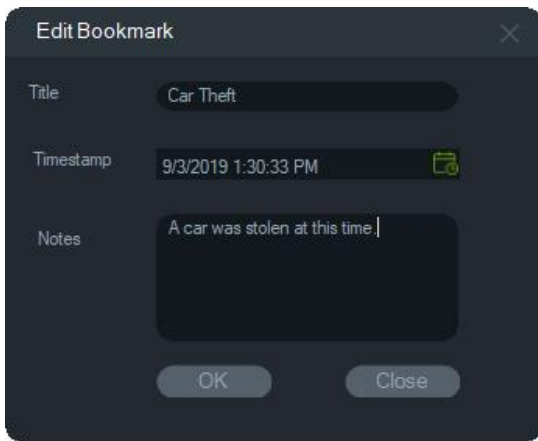 Edit Bookmark
Title
Car Theft
Timestamp
9/3/2019 1:30:33 PM
Notes
A car was stolen at this time.
OK
Close